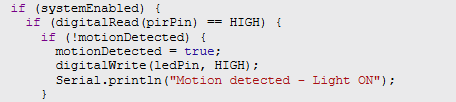 if (systemEnabled) {
  if (digitalRead(pirPin) == HIGH) {
    if (!motionDetected) {
      motionDetected = true;
      digitalWrite(ledPin, HIGH);
      Serial.println("Motion detected - Light ON");
    }